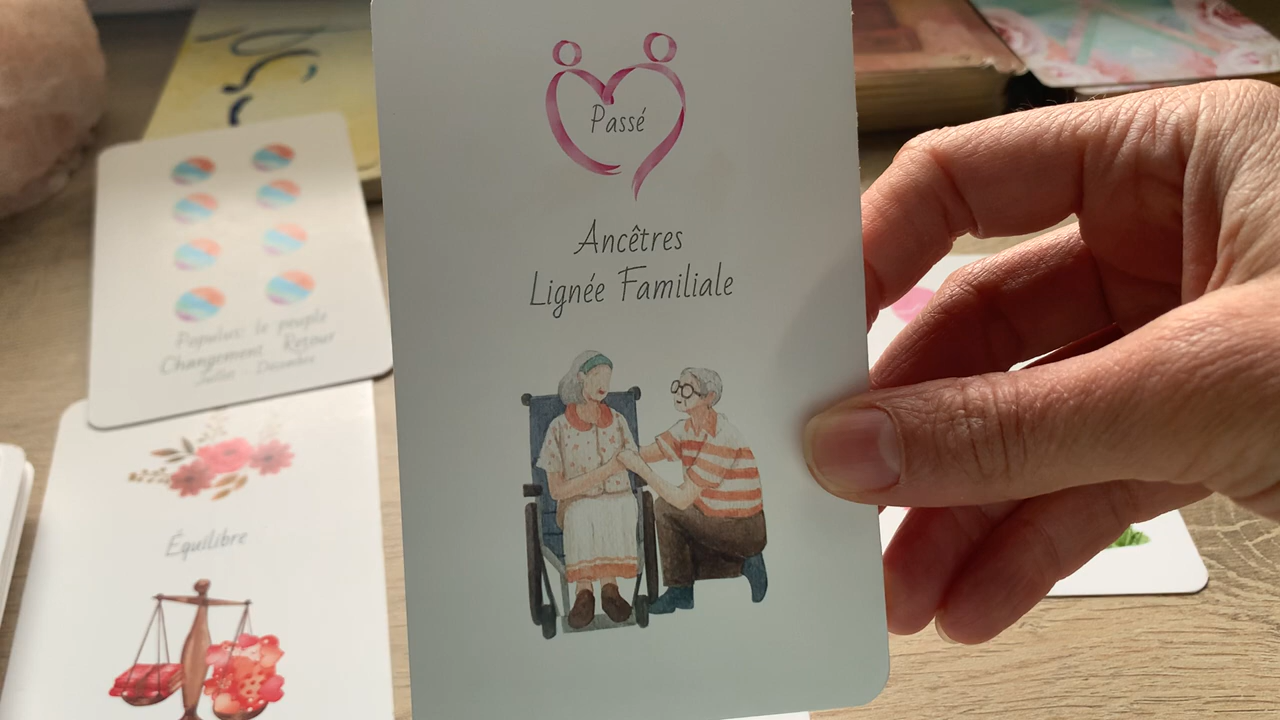 Passé
Ancêtres
Lignée Familiale
Populus: le peuple
Changement Retour
Juillet - Décembre
Équilibre